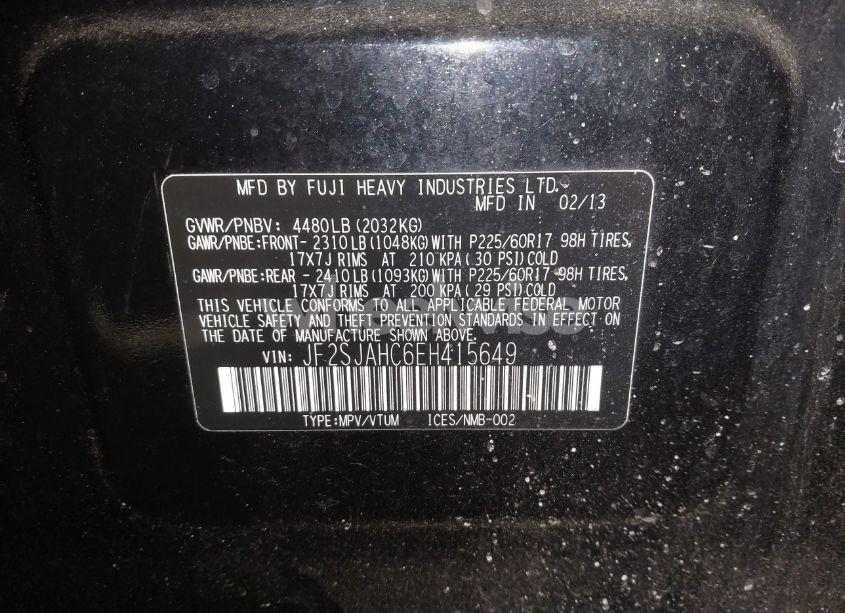 MFD BY FUJI HEAVY INDUSTRIES LTD.
MFD IN 02/13
GVWR/PNBV: 4480LB (2032KG)
GAWR/PNBE:FRONT- 2310LB (1048KG) WITH P225/60R17 98H TIRES,
17X7J RIMS AT 210 KPA ( 30 PSI) COLD
GAWR/PNBE:REAR - 2410LB (1093KG) WITH P225/60R17 98H TIRES,
17X7J RIMS AT 200 KPA ( 29 PSI) COLD
THIS VEHICLE CONFORMS TO ALL APPLICABLE FEDERAL MOTOR
VEHICLE SAFETY AND THEFT PREVENTION STANDARDS IN EFFECT ON
THE DATE OF MANUFACTURE SHOWN ABOVE.
VIN: JF2SJAHC6EH415649
TYPE:MPV/VTUM ICES/NMB-002